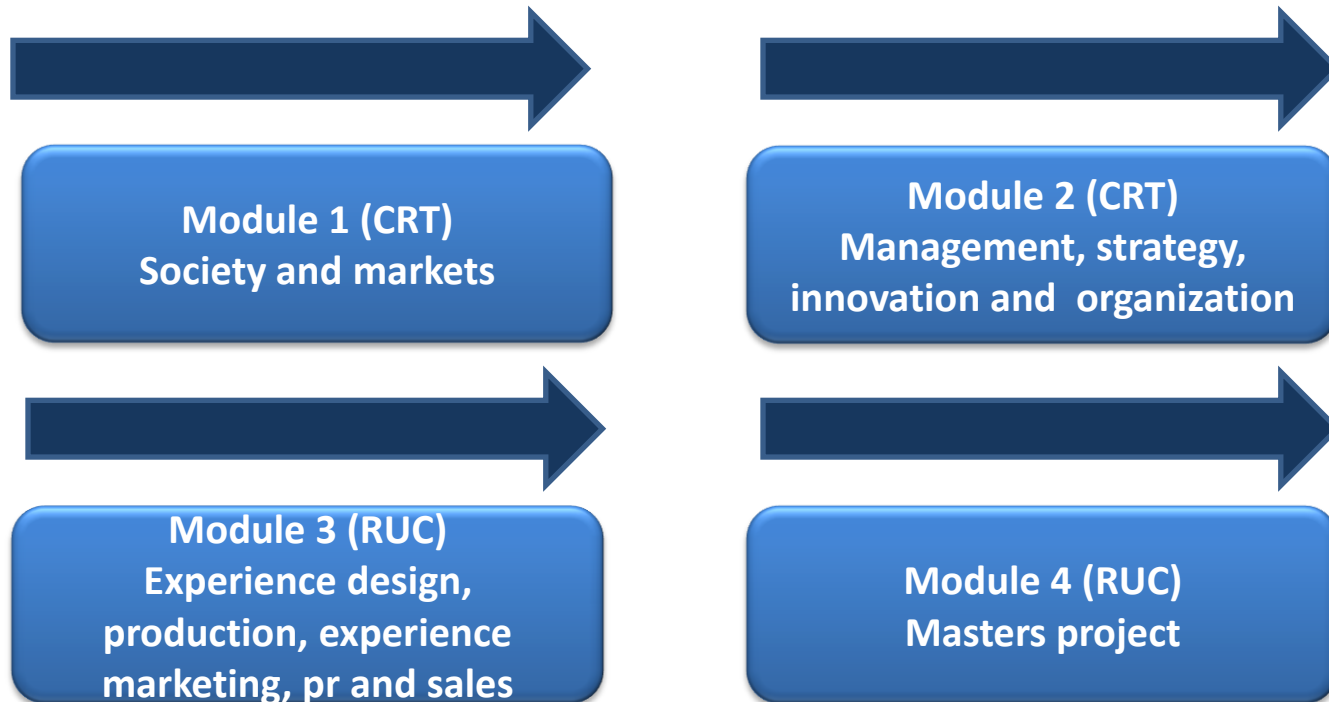 Module 1 (CRT)
Society and markets
Module 2 (CRT)
Management, strategy,
innovation and  organization
Module 3 (RUC)
Experience design,
production, experience
marketing, pr and sales
Module 4 (RUC)
Masters project